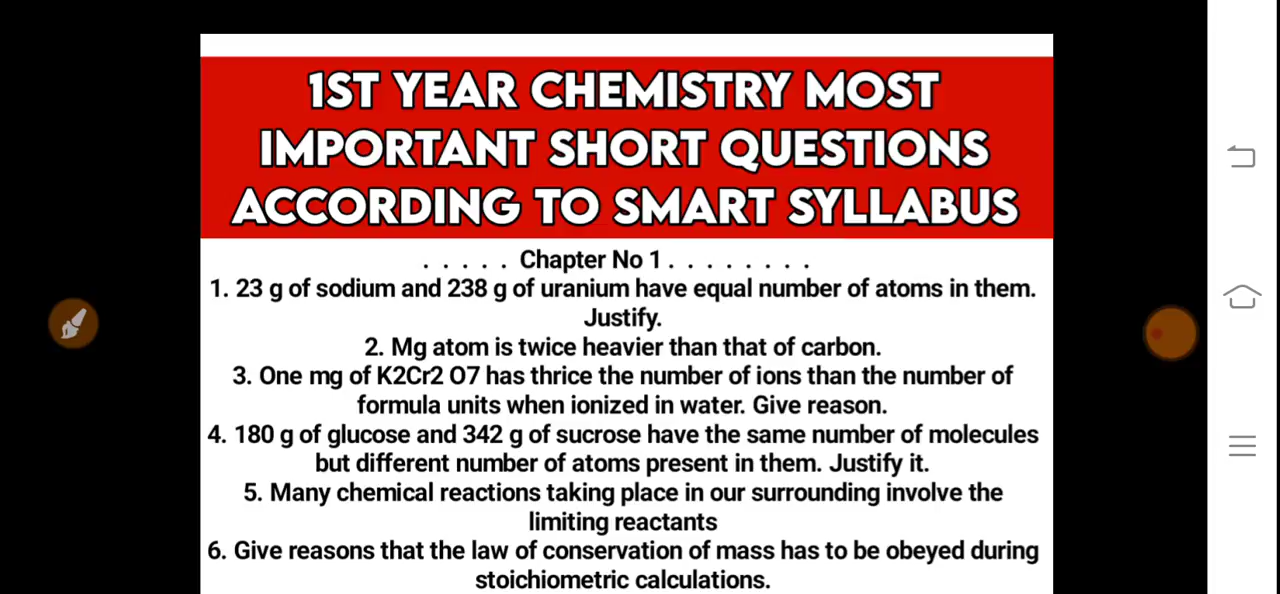 1ST YEAR CHEMISTRY MOST
IMPORTANT SHORT QUESTIONS
ACCORDING TO SMART SYLLABUS
. . . . . Chapter No 1 . . . . . . . .
1. 23 g of sodium and 238 g of uranium have equal number of atoms in them.
Justify.
2. Mg atom is twice heavier than that of carbon.
3. One mg of K2Cr2 O7 has thrice the number of ions than the number of
formula units when ionized in water. Give reason.
4. 180 g of glucose and 342 g of sucrose have the same number of molecules
but different number of atoms present in them. Justify it.
5. Many chemical reactions taking place in our surrounding involve the
limiting reactants
6. Give reasons that the law of conservation of mass has to be obeyed during
stoichiometric calculations.